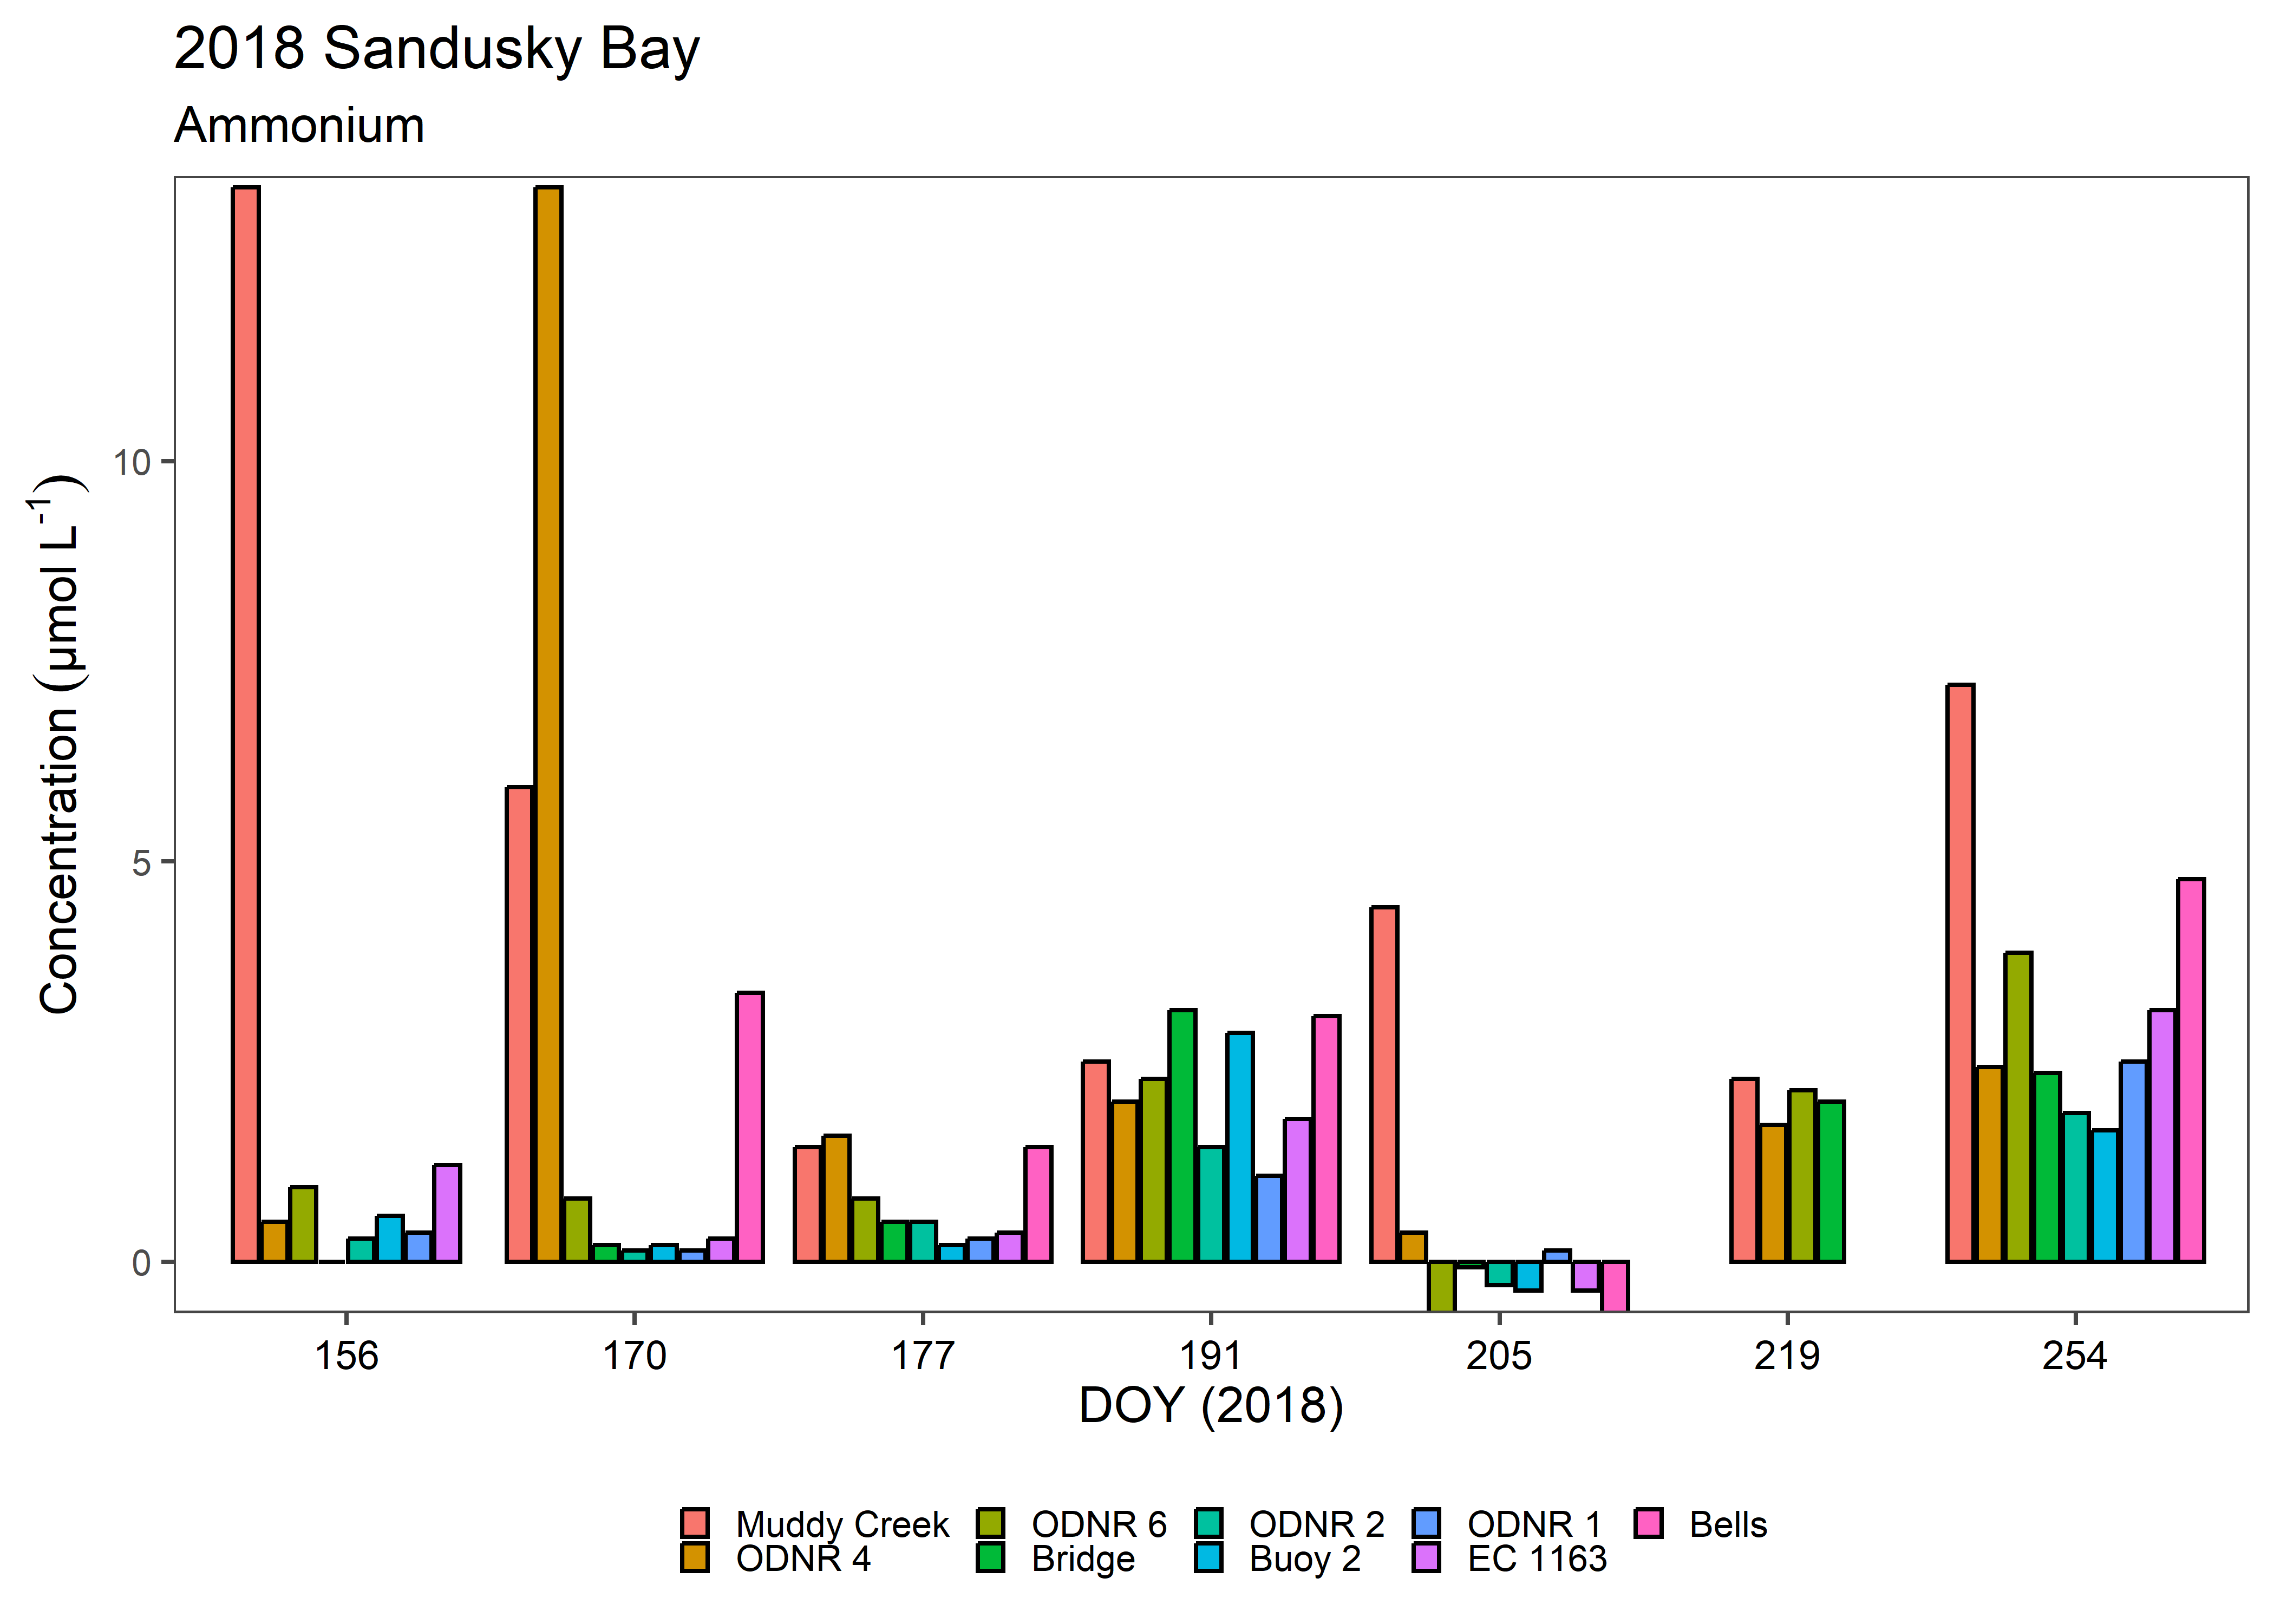 2018 Sandusky Bay
Ammonium
Concentration (µmol L-1)
10
5
0
156 170 177 191 205 219 254
DOY (2018)
Muddy Creek ODNR 6 ODNR 2 ODNR 1 Bells
ODNR 4 Bridge Buoy 2 EC 1163